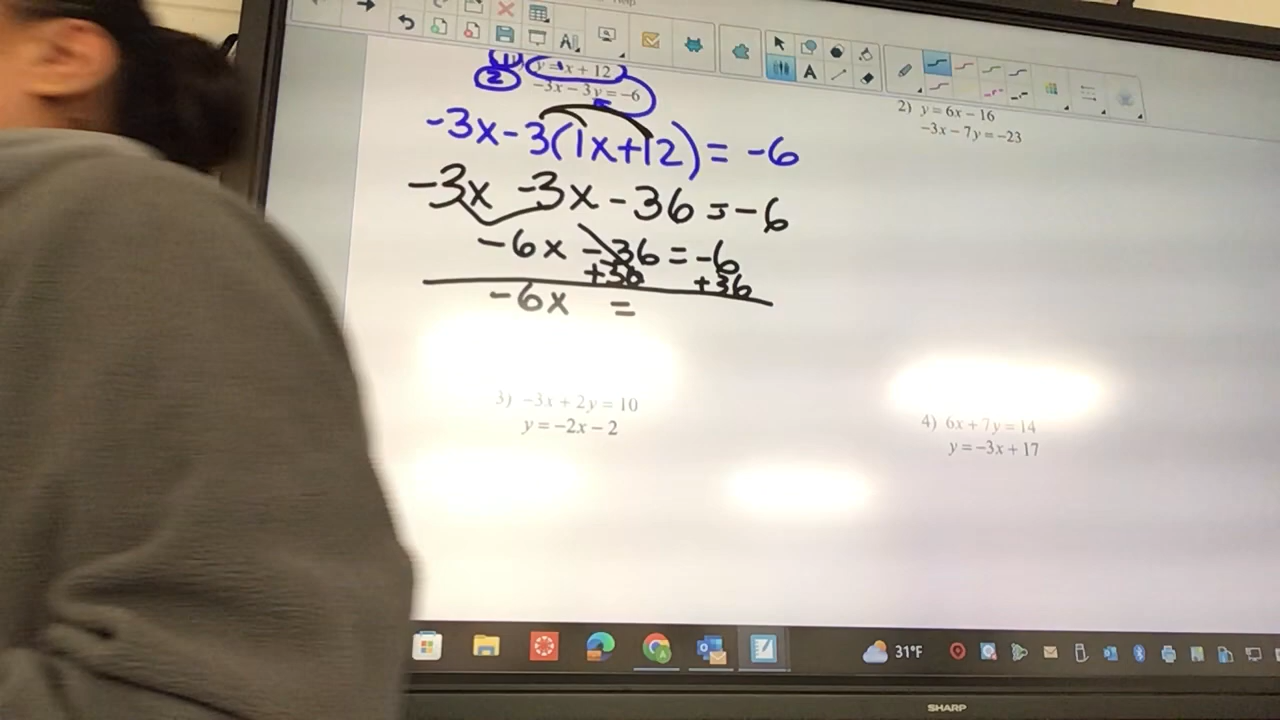 (1) y = x + 12
(2) -3x - 3y = -6
-3x - 3(1x + 12) = -6
-3x -3x - 36 = -6
-6x - 36 = -6
+36 +36
-6x =
2) y = 6x - 16
-3x - 7y = -23
3) -3x + 2y = 10
y = -2x - 2
4) 6x + 7y = 14
y = -3x + 17
31°F
SHARP